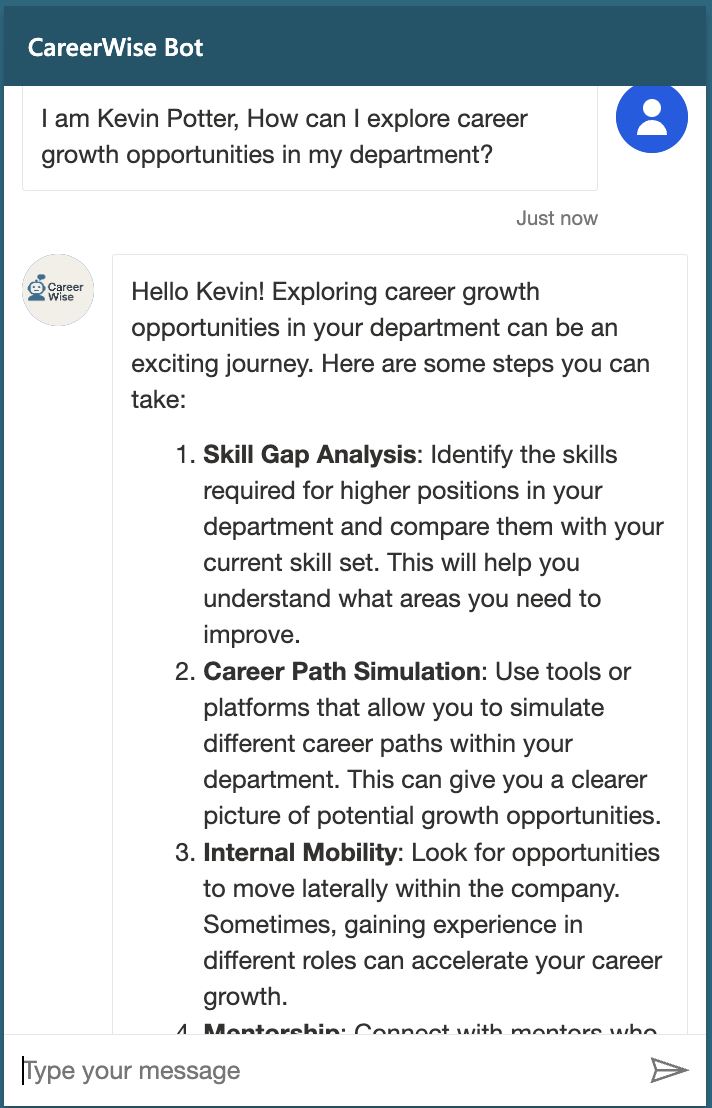 CareerWise Bot
I am Kevin Potter, How can I explore career
growth opportunities in my department?
Just now
Career
Wise
Hello Kevin! Exploring career growth
opportunities in your department can be an
exciting journey. Here are some steps you can
take:
1. Skill Gap Analysis: Identify the skills
required for higher positions in your
department and compare them with your
current skill set. This will help you
understand what areas you need to
improve.
2. Career Path Simulation: Use tools or
platforms that allow you to simulate
different career paths within your
department. This can give you a clearer
picture of potential growth opportunities.
3. Internal Mobility: Look for opportunities
to move laterally within the company.
Sometimes, gaining experience in
different roles can accelerate your career
growth.
4. Mentorship: Connect with mentors who
Type your message